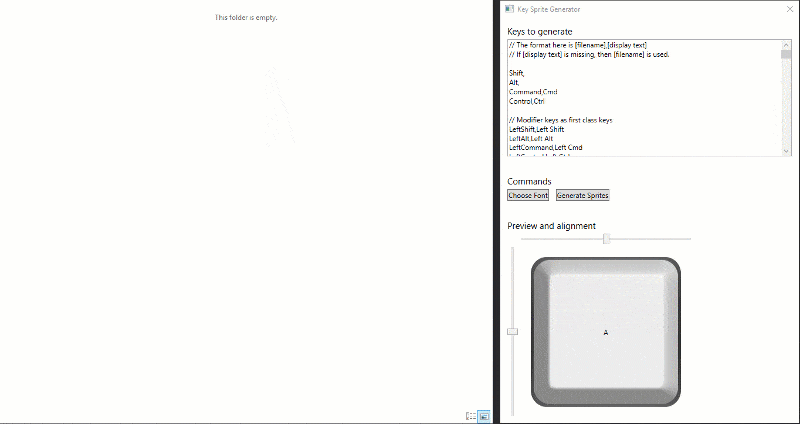 This folder is empty.
Key Sprite Generator
Keys to generate
// The format here is [filename],[display text]
// If [display text] is missing, then [filename] is used.
Shift,
Alt,
Command,Cmd
Control,Ctrl
// Modifier keys as first class keys
LeftShift,Left Shift
LeftAlt,Left Alt
LeftCommand,Left Cmd
Commands
Choose Font
Generate Sprites
Preview and alignment
A